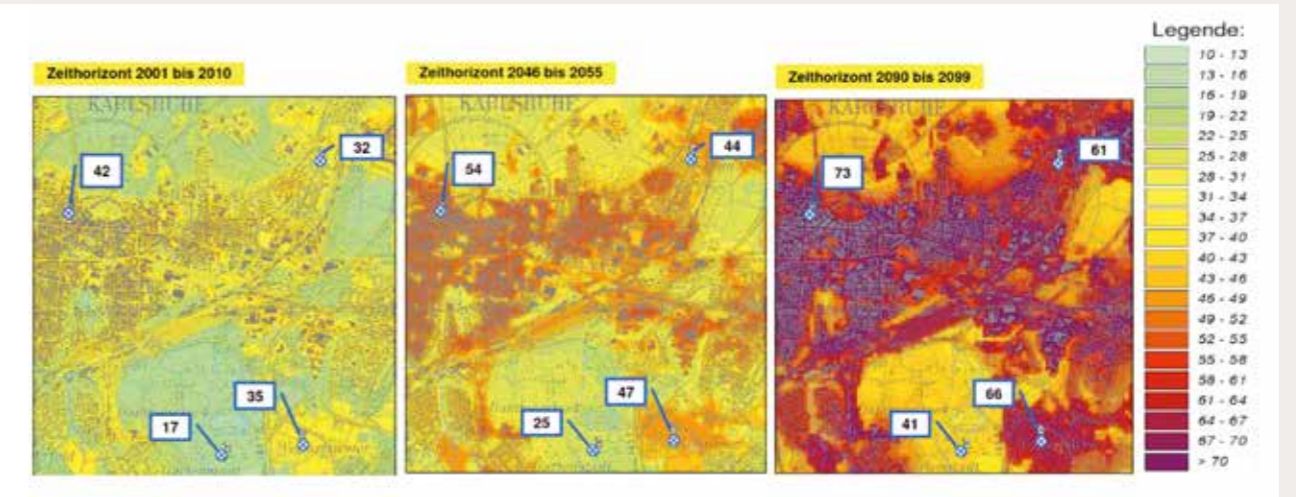 Legende:
Zeithorizont 2001 bis 2010
Zeithorizont 2046 bis 2055
Zeithorizont 2090 bis 2099
KARLSRUHE
KARLSRUHE
KARLSRUHE
42
32
35
17
54
44
47
25
73
61
66
41
10 - 13
13 - 16
16 - 19
19 - 22
22 - 25
25 - 28
28 - 31
31 - 34
34 - 37
37 - 40
40 - 43
43 - 46
46 - 49
49 - 52
52 - 55
55 - 58
58 - 61
61 - 64
64 - 67
67 - 70
> 70